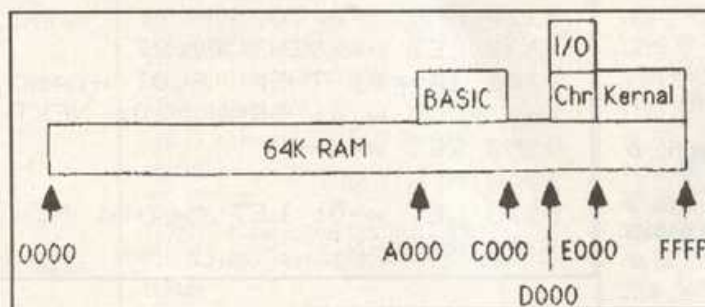 I/O
BASIC Chr Kernal
64K RAM
0000 A000 C000 E000 FFFF
D000